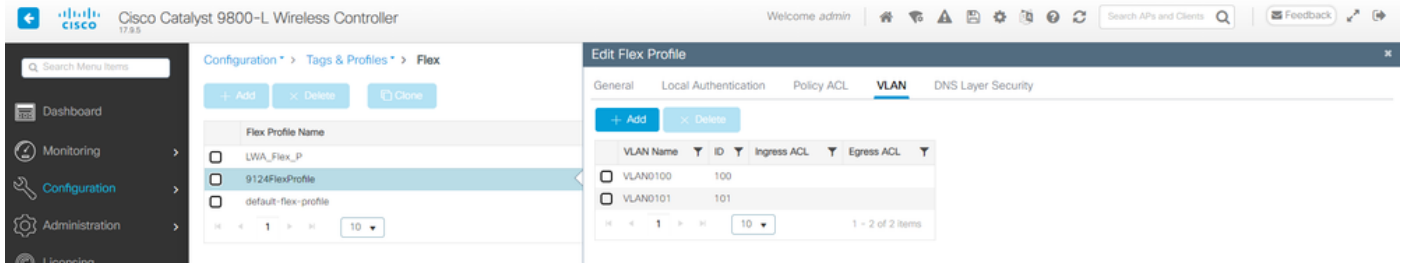 cisco
Cisco Catalyst 9800-L Wireless Controller
17.9.5
Welcome admin
Search APs and Clients
Feedback
Search Menu Items
Dashboard
Monitoring
Configuration
Administration
Licensing
Configuration > Tags & Profiles > Flex
+ Add × Delete Clone
Flex Profile Name
LWA_Flex_P
9124FlexProfile
default-flex-profile
1 10
Edit Flex Profile
General Local Authentication Policy ACL VLAN DNS Layer Security
+ Add × Delete
VLAN Name ID Ingress ACL Egress ACL
VLAN0100 100
VLAN0101 101
1 10 1 - 2 of 2 items